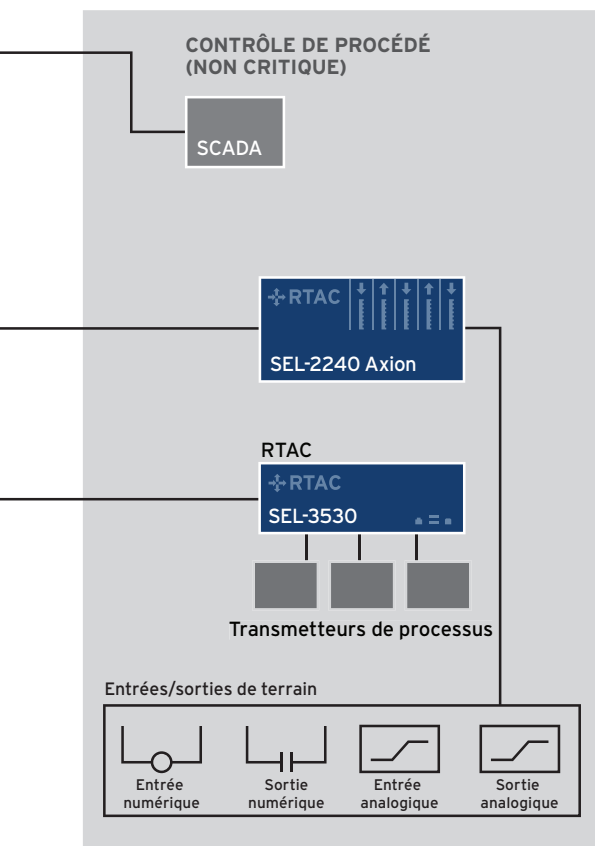 CONTRÔLE DE PROCÉDÉ
(NON CRITIQUE)
SCADA
RTAC
SEL-2240 Axion
RTAC
RTAC
SEL-3530
Transmetteurs de processus
Entrées/sorties de terrain
Entrée
numérique
Sortie
numérique
Entrée
analogique
Sortie
analogique